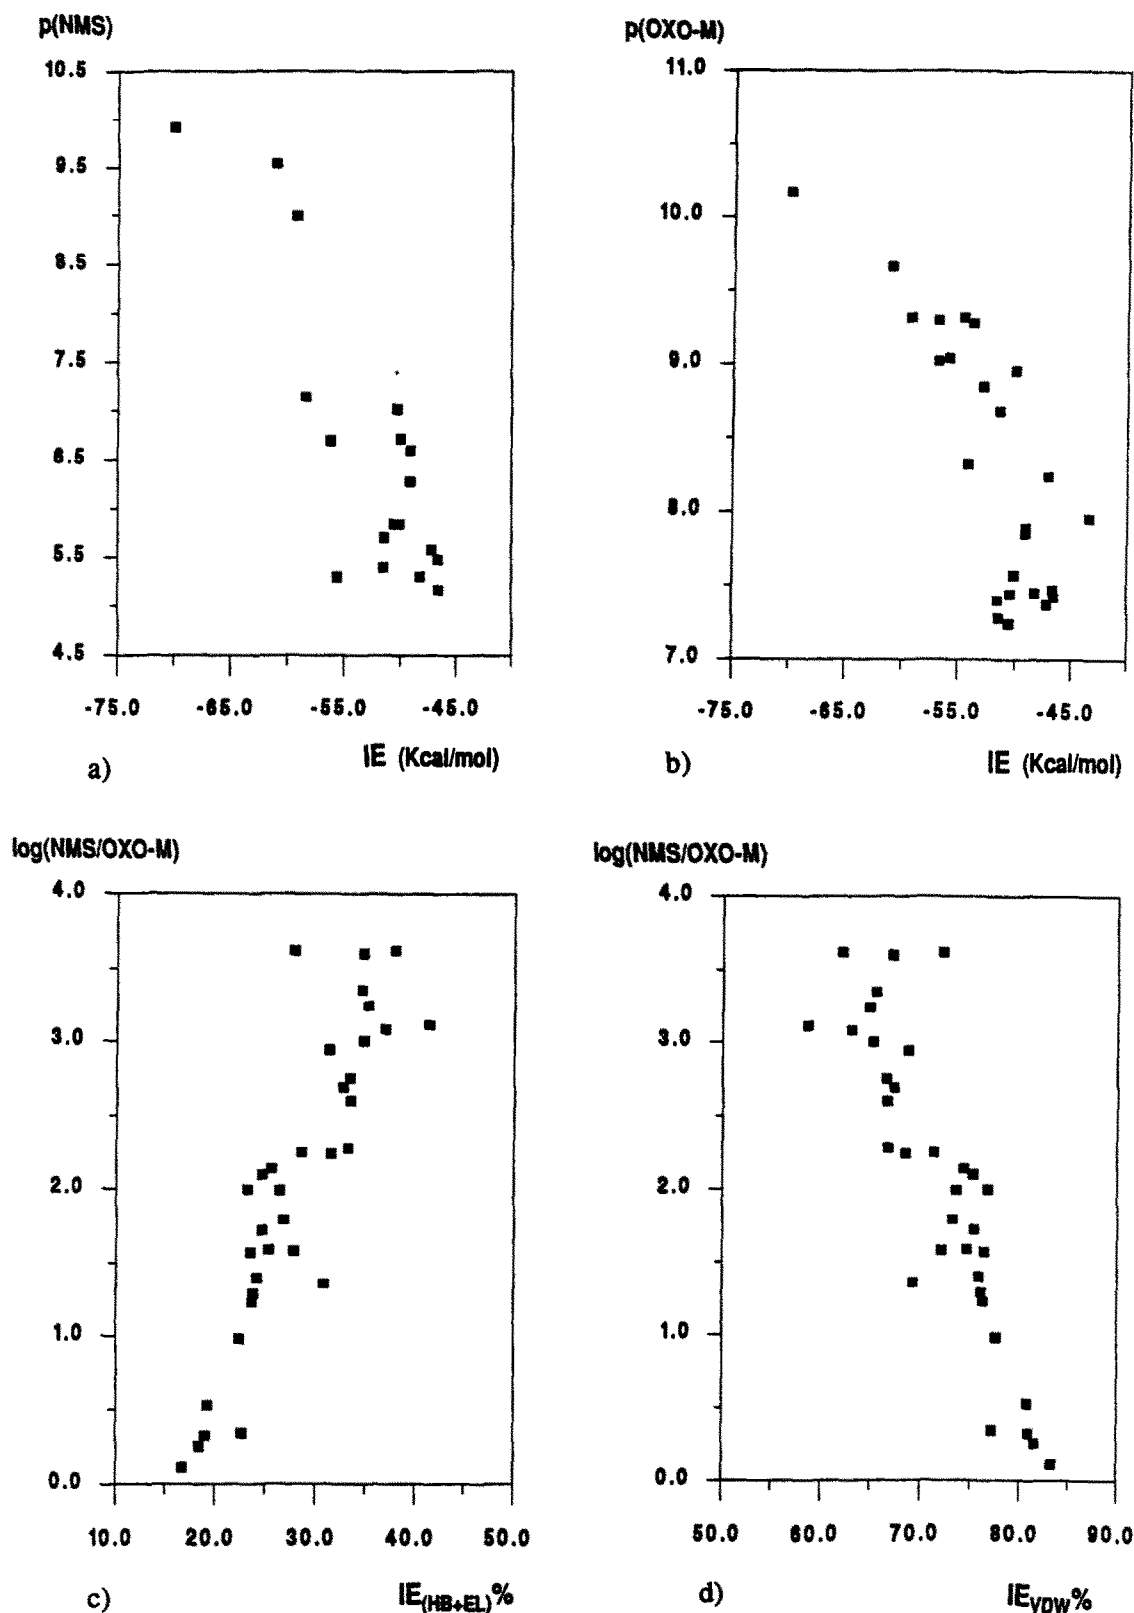 p(NMS)
10.5
9.5
8.5
7.5
6.5
5.5
4.5
-75.0 -65.0 -55.0 -45.0
IE (Kcal/mol)
a)
p(OXO-M)
11.0
10.0
9.0
8.0
7.0
-75.0 -65.0 -55.0 -45.0
IE (Kcal/mol)
b)
log(NMS/OXO-M)
4.0
3.0
2.0
1.0
0.0
10.0 20.0 30.0 40.0 50.0
IE(HB+EL)%
c)
log(NMS/OXO-M)
4.0
3.0
2.0
1.0
0.0
50.0 60.0 70.0 80.0 90.0
IEVDW%
d)